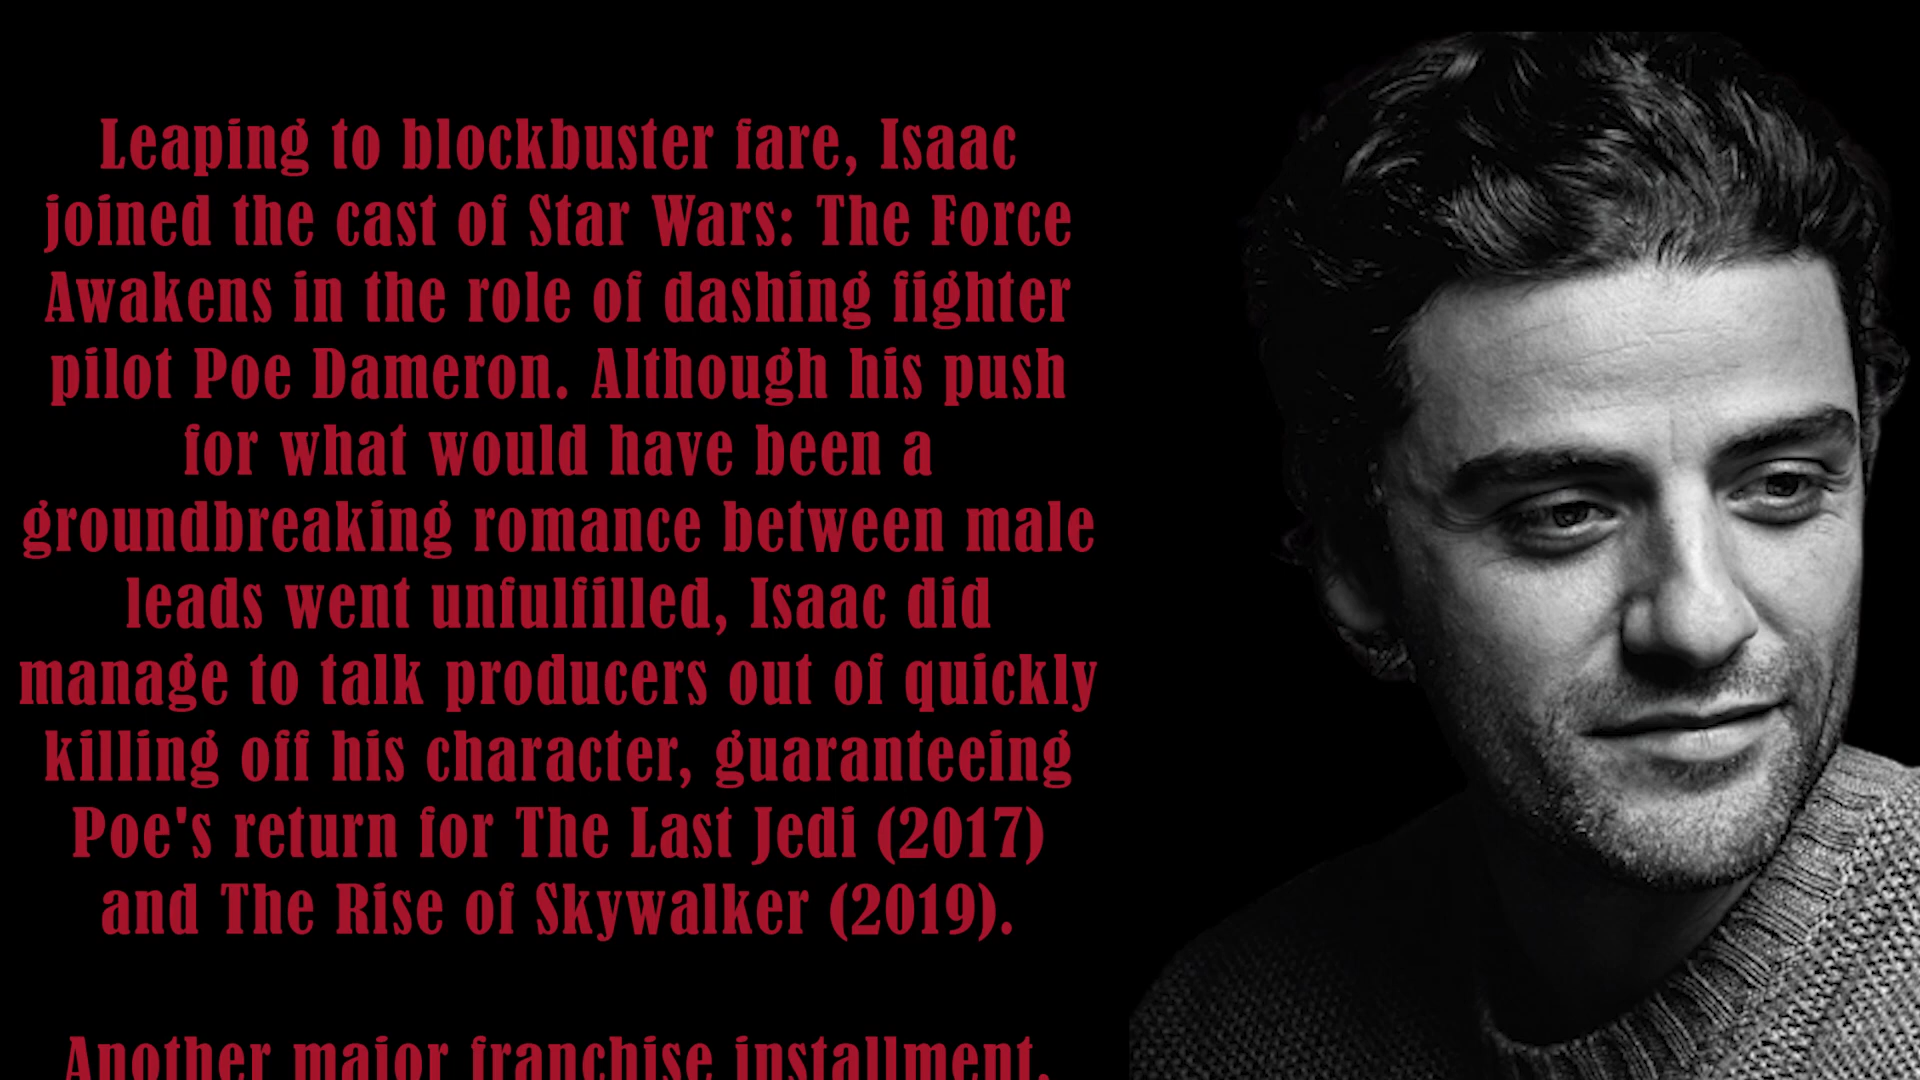 Leaping to blockbuster fare, Isaac
joined the cast of Star Wars: The Force
Awakens in the role of dashing fighter
pilot Poe Dameron. Although his push
for what would have been a
groundbreaking romance between male
leads went unfulfilled, Isaac did
manage to talk producers out of quickly
killing off his character, guaranteeing
Poe's return for The Last Jedi (2017)
and The Rise of Skywalker (2019).
Another major franchise installment,